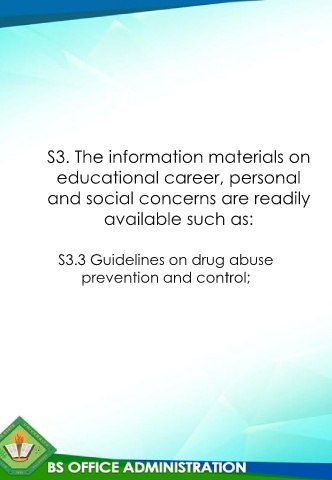 S3. The information materials on
educational career, personal
and social concerns are readily
available such as:
S3.3 Guidelines on drug abuse
prevention and control;
BS OFFICE ADMINISTRATION